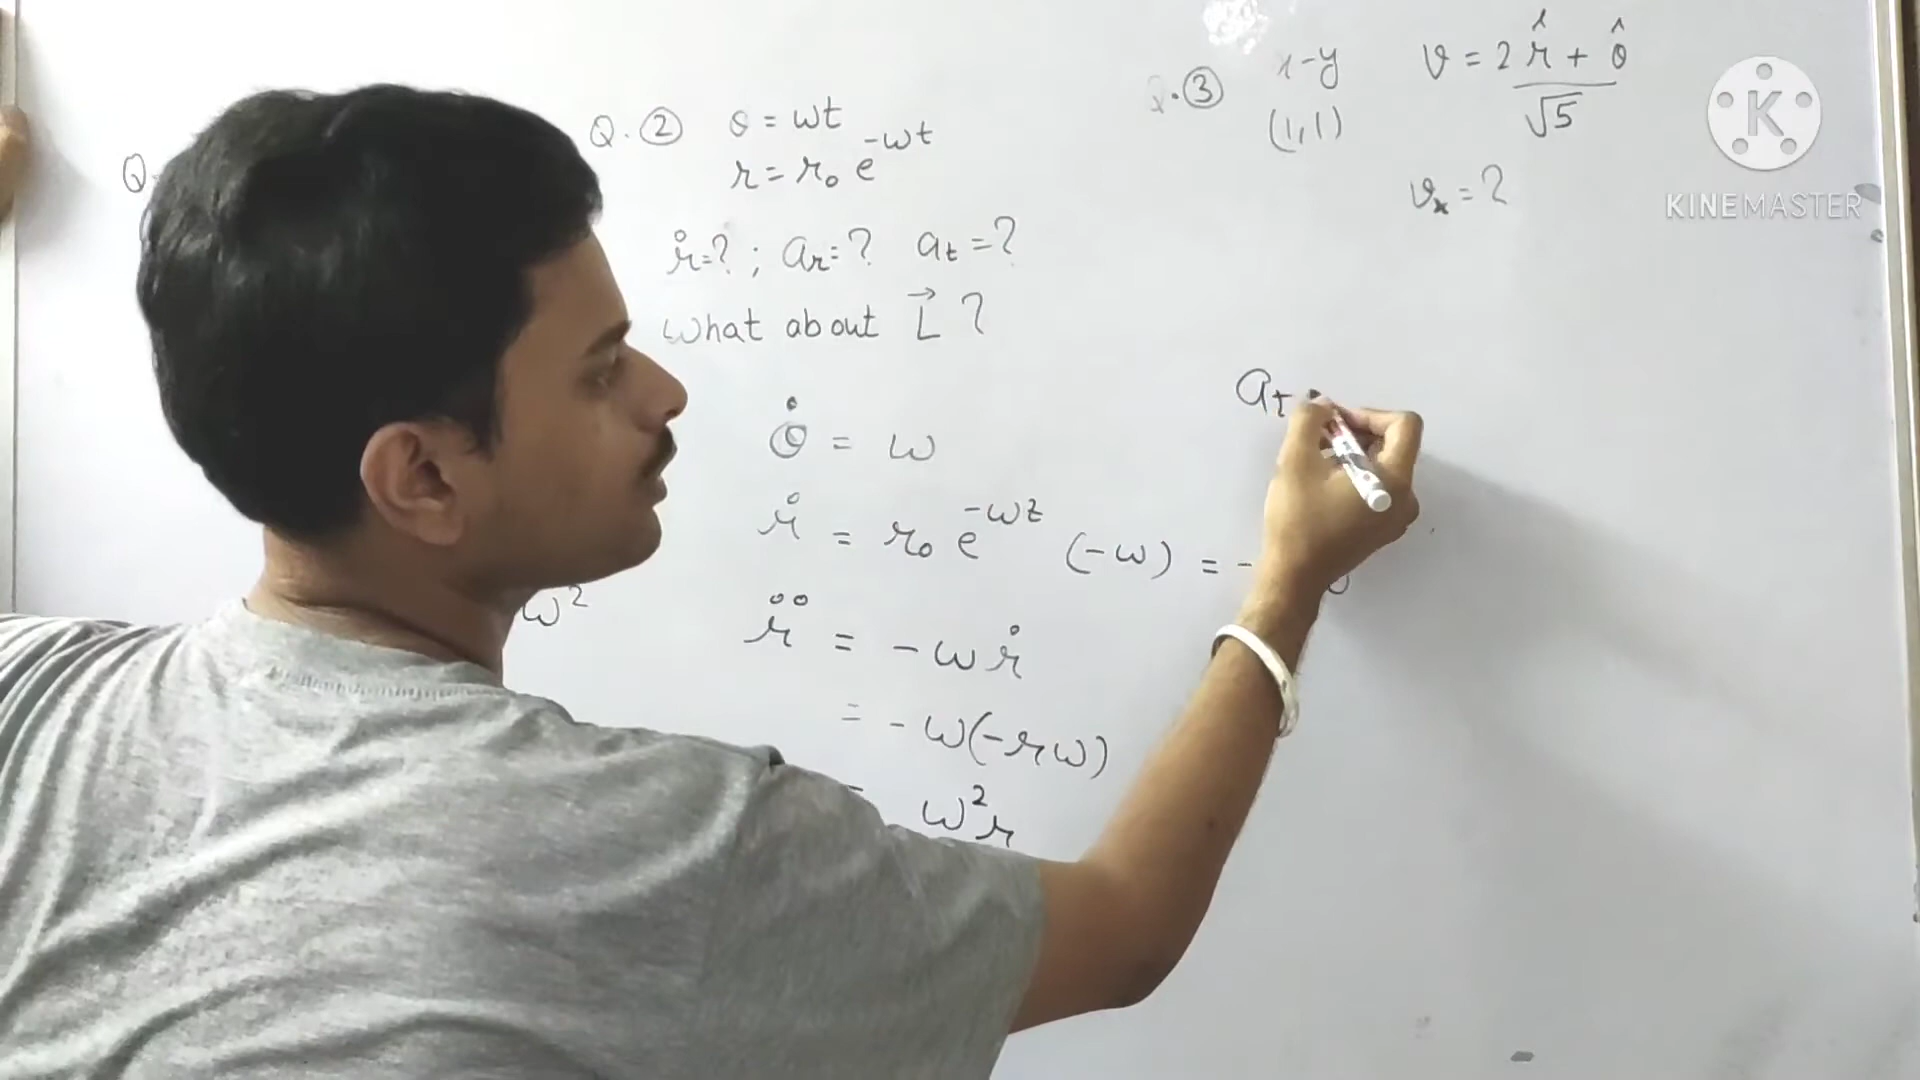 Q.
Q. ② θ = ωt
r = r₀ e^-ωt
ṙ=? ; aᵣ=? aₜ=?
What about L⃗ ?
θ̇ = ω
ṙ = r₀ e^-ωt (-ω) = -
r̈ = -ωṙ
= -ω(-rω)
= ω²r
ω²
Q.③ x-y v = 2r̂ + θ̂ / √5
(1,1)
vₓ = ?
aₜ
K
KINEMASTER